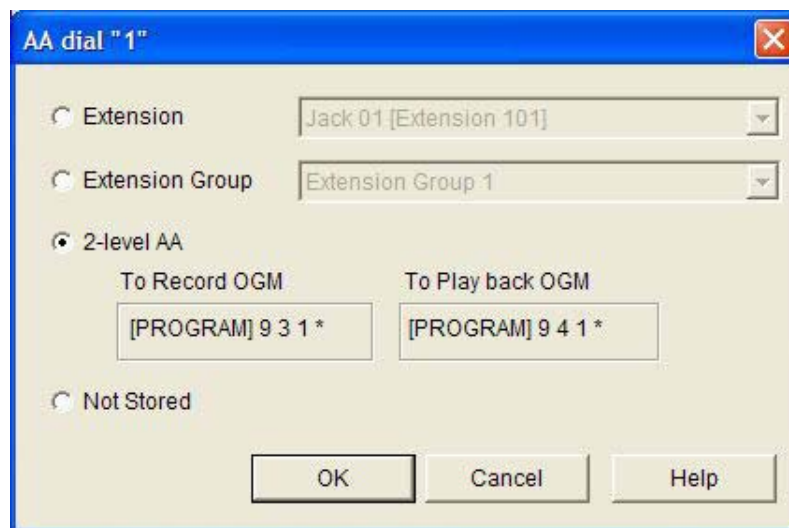 AA dial "1"
Extension
Jack 01 [Extension 101]
Extension Group
Extension Group 1
2-level AA
To Record OGM
To Play back OGM
[PROGRAM] 9 3 1 *
[PROGRAM] 9 4 1 *
Not Stored
OK
Cancel
Help